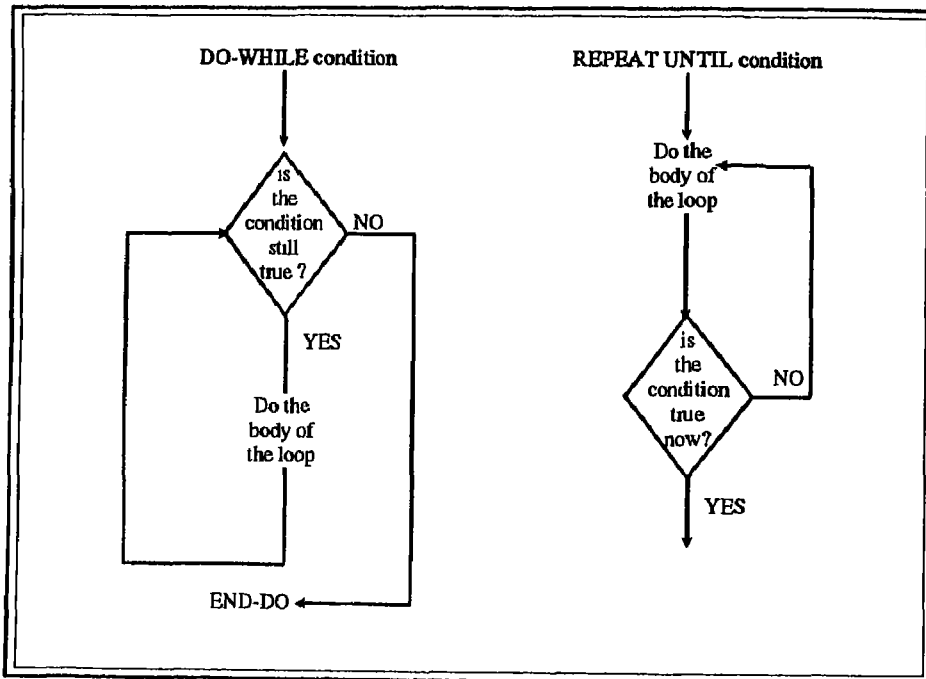 DO-WHILE condition
is
the
condition
still
true ?
NO
YES
Do the
body of
the loop
END-DO
REPEAT UNTIL condition
Do the
body of
the loop
is
the
condition
true
now?
NO
YES